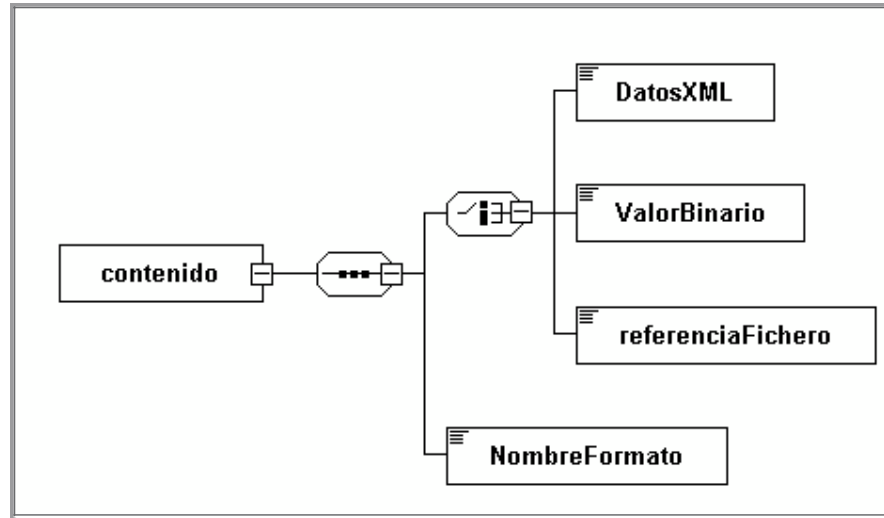 DatosXML
ValorBinario
contenido
referenciaFichero
NombreFormato